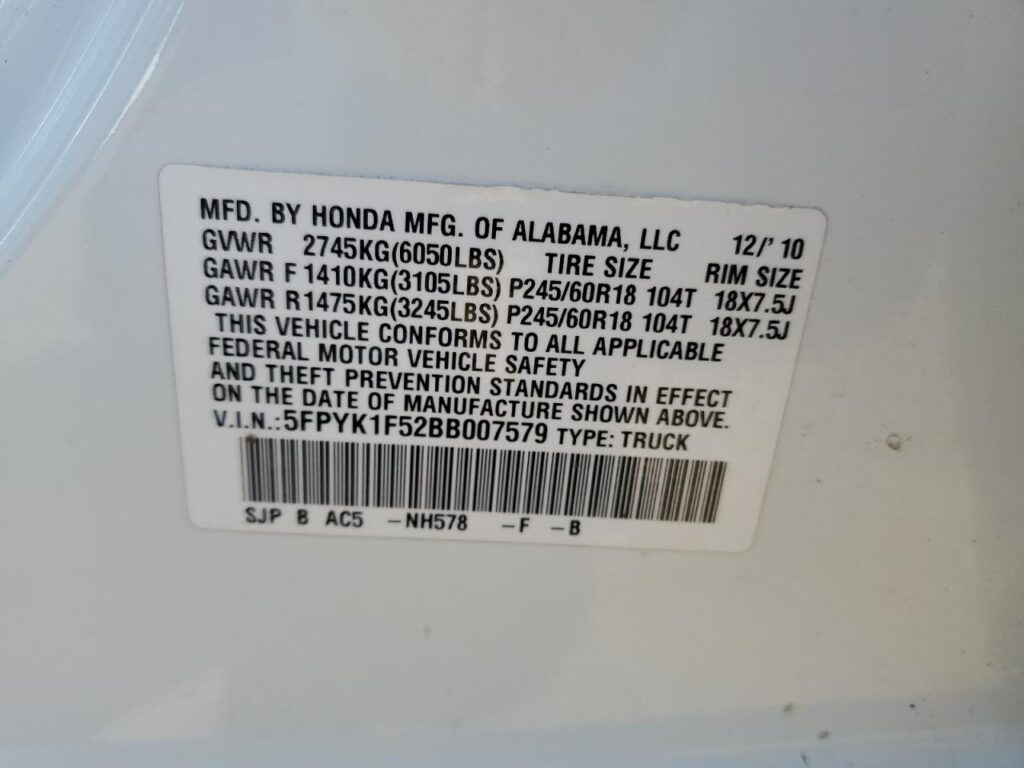 MFD. BY HONDA MFG. OF ALABAMA, LLC 12/'10
GVWR 2745KG(6050LBS) TIRE SIZE RIM SIZE
GAWR F 1410KG(3105LBS) P245/60R18 104T 18X7.5J
GAWR R1475KG(3245LBS) P245/60R18 104T 18X7.5J
THIS VEHICLE CONFORMS TO ALL APPLICABLE
FEDERAL MOTOR VEHICLE SAFETY
AND THEFT PREVENTION STANDARDS IN EFFECT
ON THE DATE OF MANUFACTURE SHOWN ABOVE.
V.I.N.:5FPYK1F52BB007579 TYPE: TRUCK
SJP B AC5 -NH578 -F -B